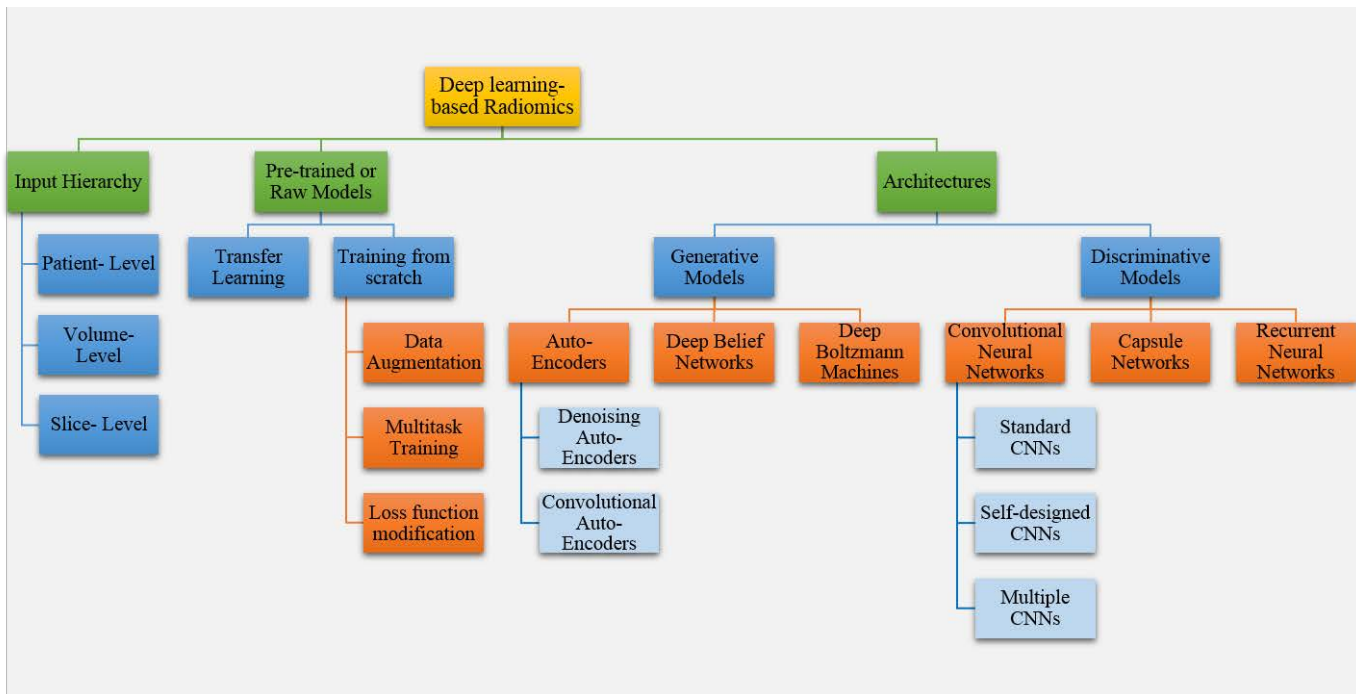 Deep learning-
based Radiomics
Input Hierarchy
Pre-trained or
Raw Models
Architectures
Patient- Level
Volume-
Level
Slice- Level
Transfer
Learning
Training from
scratch
Data
Augmentation
Multitask
Training
Loss function
modification
Generative
Models
Discriminative
Models
Auto-
Encoders
Deep Belief
Networks
Deep
Boltzmann
Machines
Denoising
Auto-
Encoders
Convolutional
Auto-
Encoders
Convolutional
Neural
Networks
Capsule
Networks
Recurrent
Neural
Networks
Standard
CNNs
Self-designed
CNNs
Multiple
CNNs